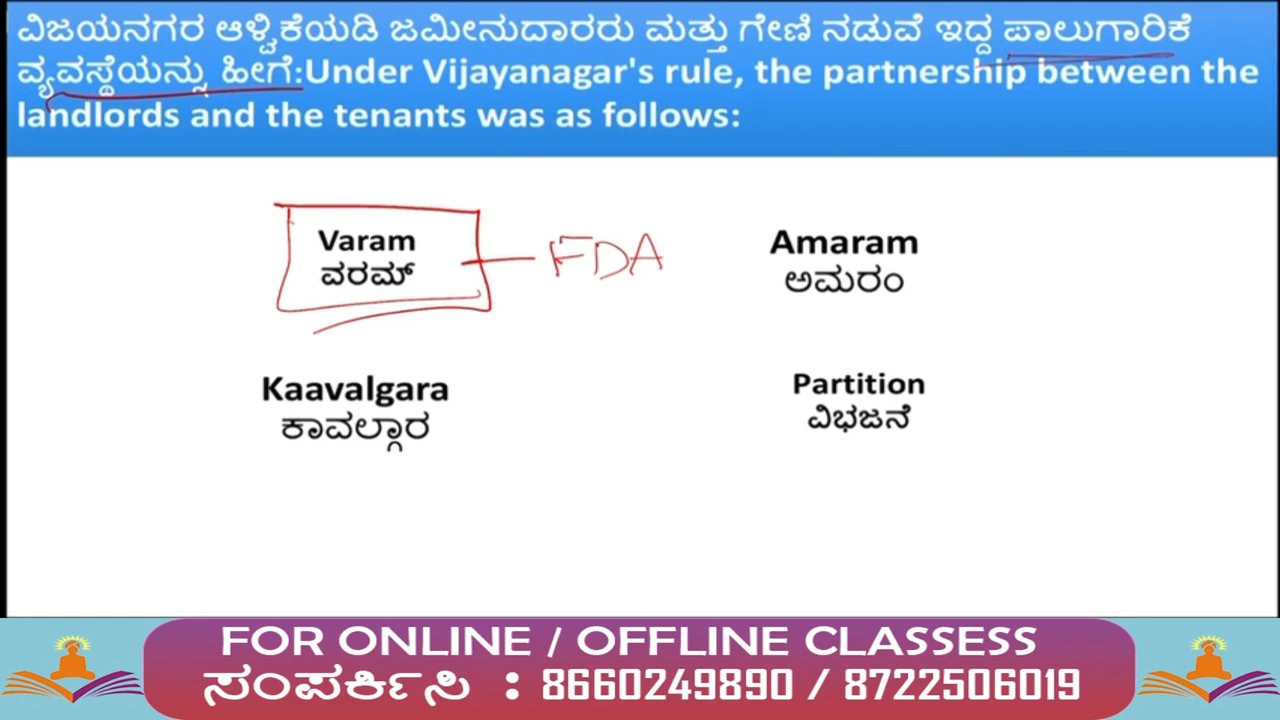 ವಿಜಯನಗರ ಆಳ್ವಿಕೆಯಡಿ ಜಮೀನುದಾರರು ಮತ್ತು ಗೇಣಿ ನಡುವೆ ಇದ್ದ ಪಾಲುಗಾರಿಕೆ
ವ್ಯವಸ್ಥೆಯನ್ನು ಹೀಗೆ:Under Vijayanagar's rule, the partnership between the
landlords and the tenants was as follows:
Varam
ವರಮ್
FDA
Amaram
ಅಮರಂ
Kaavalgara
ಕಾವಲ್ಗಾರ
Partition
ವಿಭಜನೆ
FOR ONLINE / OFFLINE CLASSESS
ಸಂಪರ್ಕಿಸಿ : 8660249890 / 8722506019